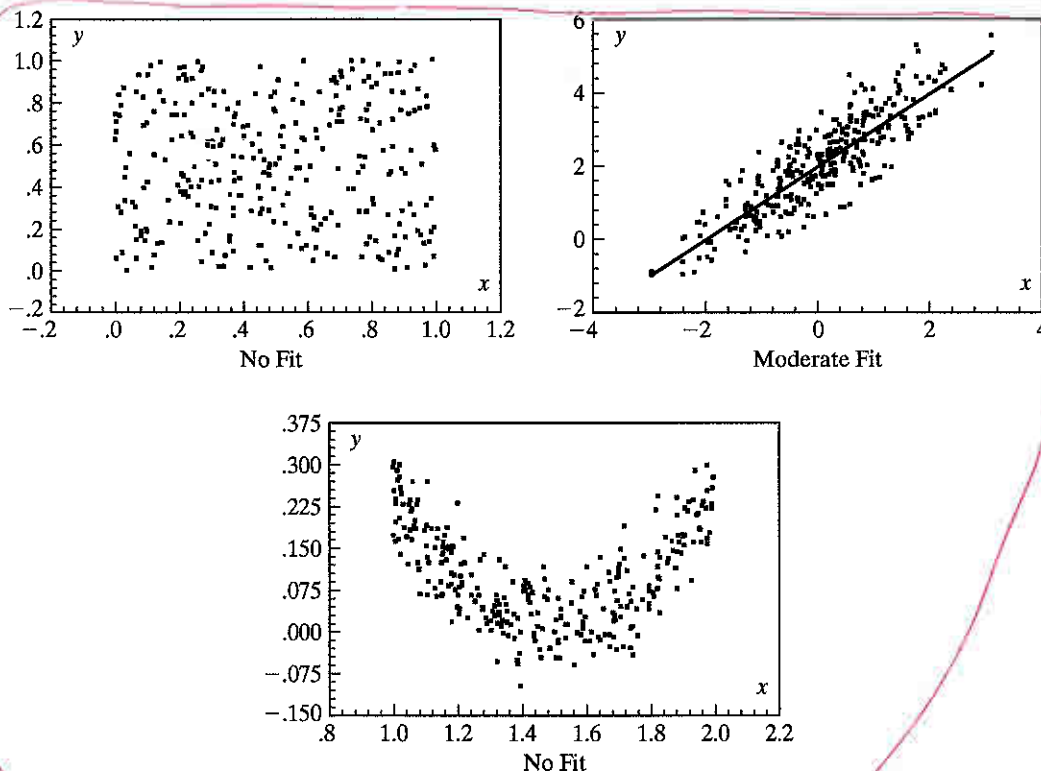 1.2
1.0
.8
.6
.4
.2
.0
−.2
y
x
−.2 .0 .2 .4 .6 .8 1.0 1.2
No Fit
6
4
2
0
−2
y
x
−4 −2 0 2 4
Moderate Fit
.375
.300
.225
.150
.075
.000
−.075
−.150
y
x
.8 1.0 1.2 1.4 1.6 1.8 2.0 2.2
No Fit